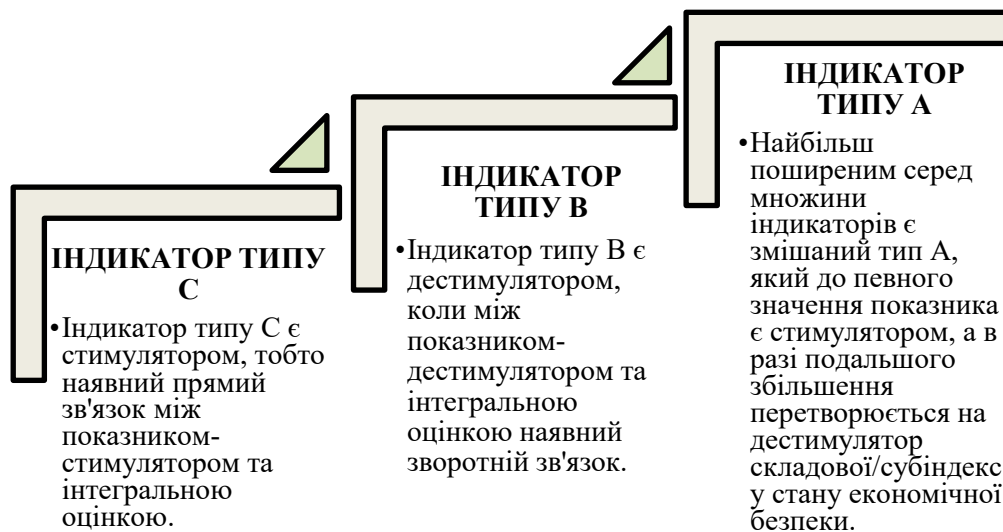 ІНДИКАТОР ТИПУ
С
•Індикатор типу С є
стимулятором, тобто
наявний прямий
зв'язок між
показником-
стимулятором та
інтегральною
оцінкою.
ІНДИКАТОР
ТИПУ В
•Індикатор типу В є
дестимулятором,
коли між
показником-
дестимулятором та
інтегральною
оцінкою наявний
зворотній зв'язок.
ІНДИКАТОР
ТИПУ А
•Найбільш
поширеним серед
множини
індикаторів є
змішаний тип А,
який до певного
значення показника
є стимулятором, а в
разі подальшого
збільшення
перетворюється на
дестимулятор
складової/субіндекс
у стану економічної
безпеки.